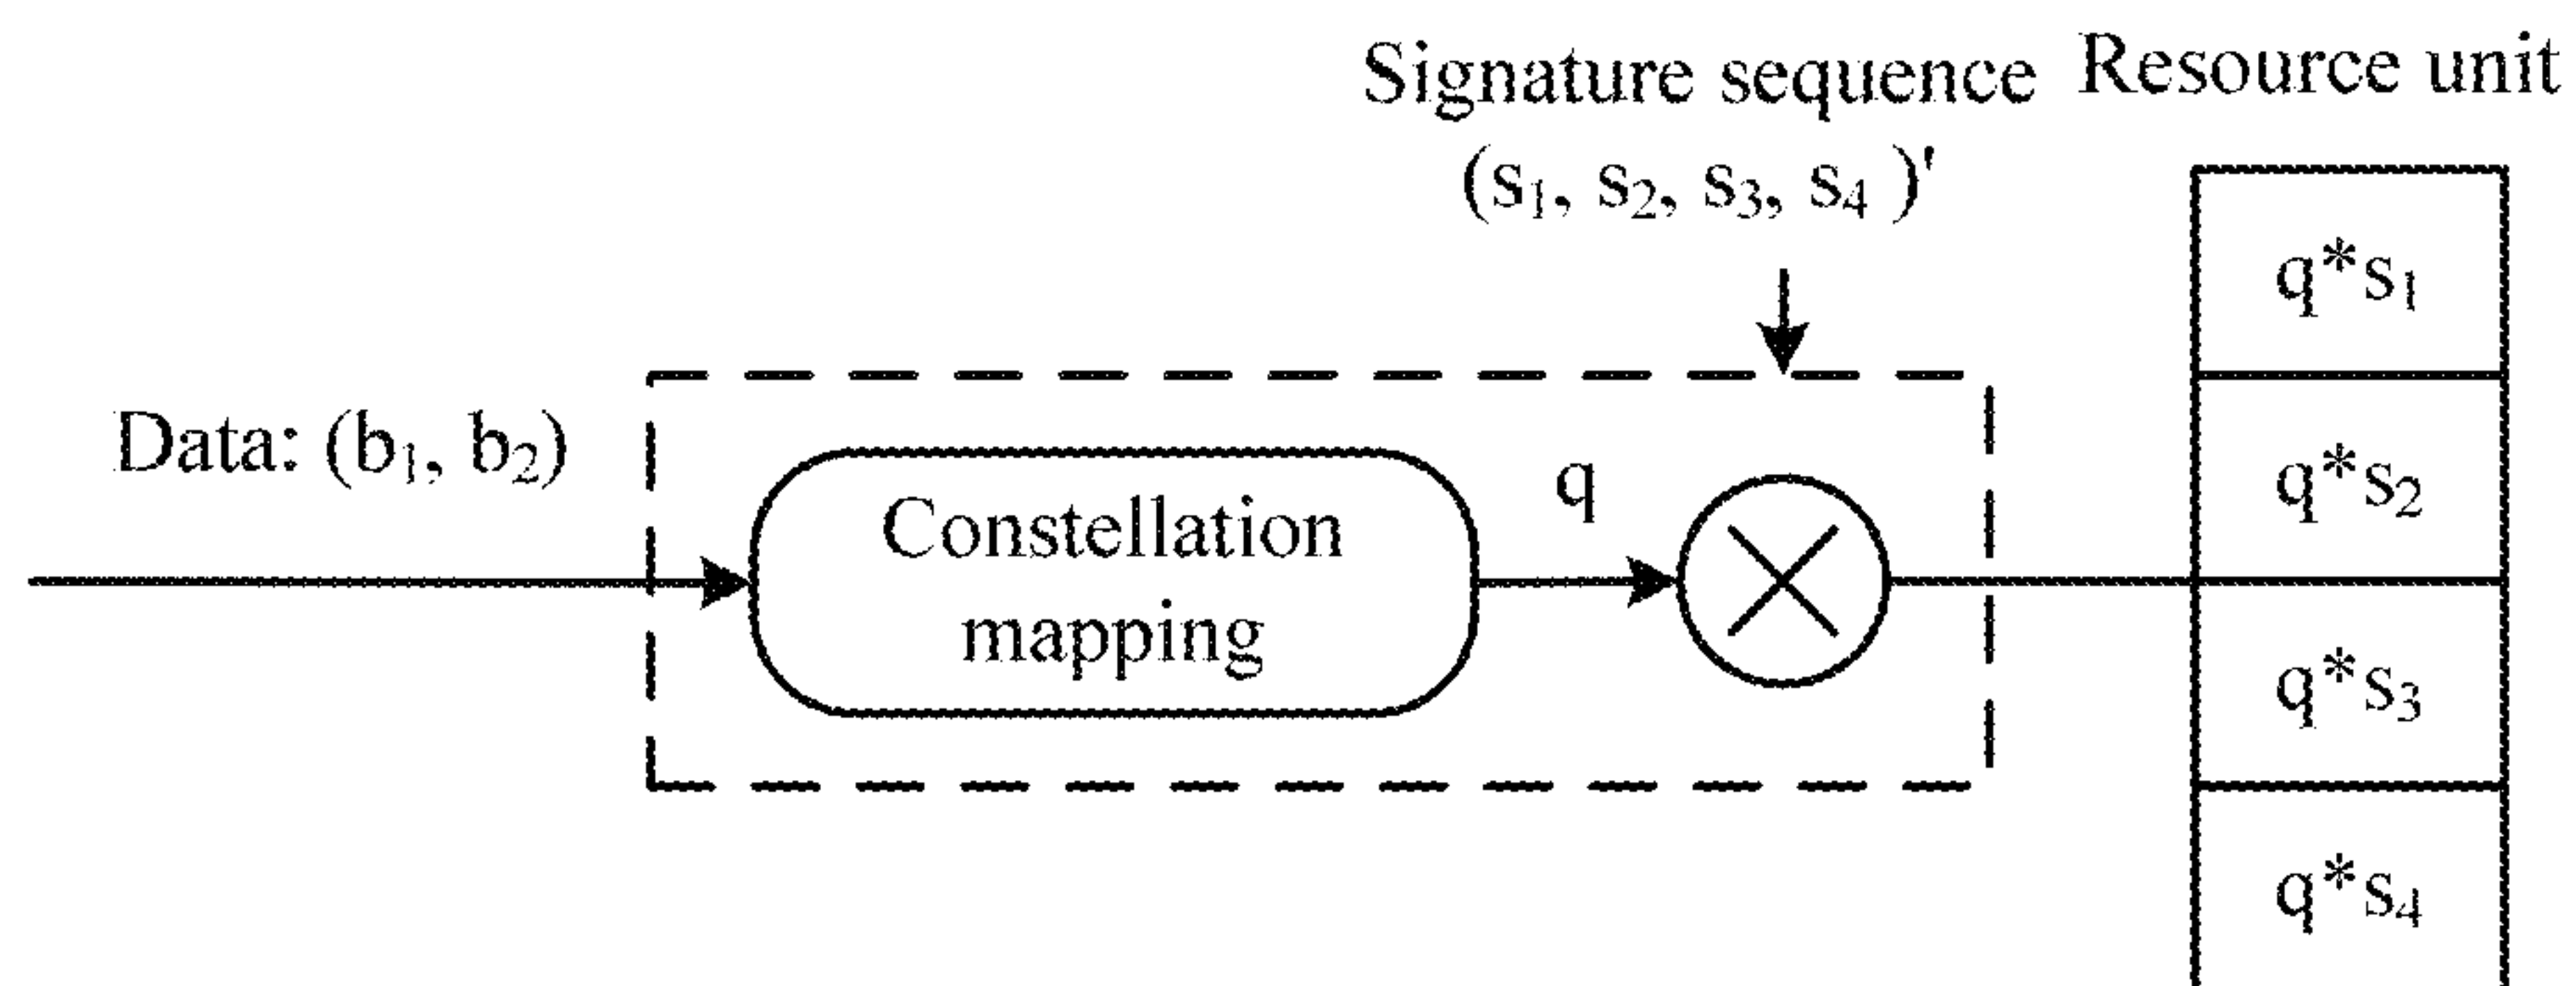 Signature sequence
(s₁, s₂, s₃, s₄ )'
Resource unit
Data: (b₁, b₂)
Constellation
mapping
q
q*s₁
q*s₂
q*s₃
q*s₄